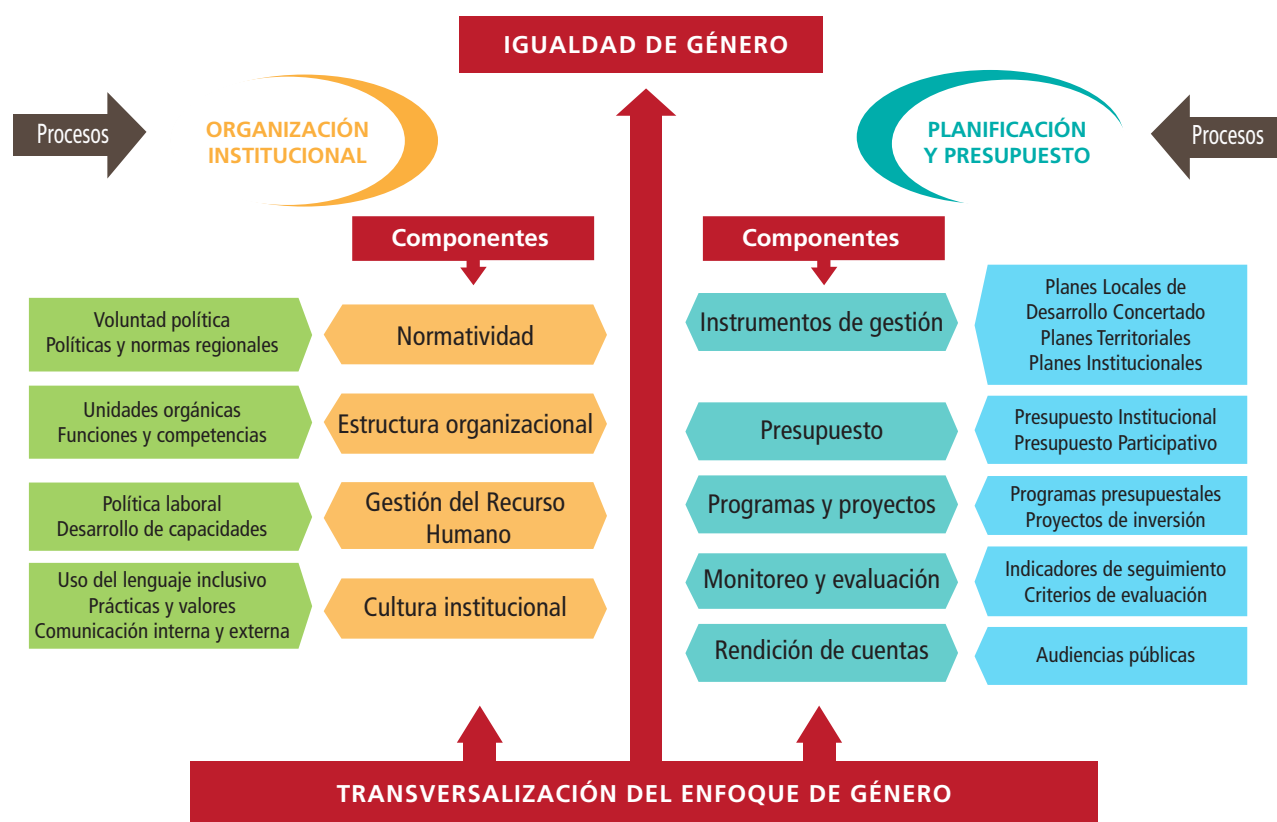 IGUALDAD DE GÉNERO
Procesos
ORGANIZACIÓN
INSTITUCIONAL
PLANIFICACIÓN
Y PRESUPUESTO
Procesos
Componentes
Voluntad política
Políticas y normas regionales
Normatividad
Unidades orgánicas
Funciones y competencias
Estructura organizacional
Política laboral
Desarrollo de capacidades
Gestión del Recurso
Humano
Uso del lenguaje inclusivo
Prácticas y valores
Comunicación interna y externa
Cultura institucional
Componentes
Instrumentos de gestión
Planes Locales de
Desarrollo Concertado
Planes Territoriales
Planes Institucionales
Presupuesto
Presupuesto Institucional
Presupuesto Participativo
Programas y proyectos
Programas presupuestales
Proyectos de inversión
Monitoreo y evaluación
Indicadores de seguimiento
Criterios de evaluación
Rendición de cuentas
Audiencias públicas
TRANSVERSALIZACIÓN DEL ENFOQUE DE GÉNERO